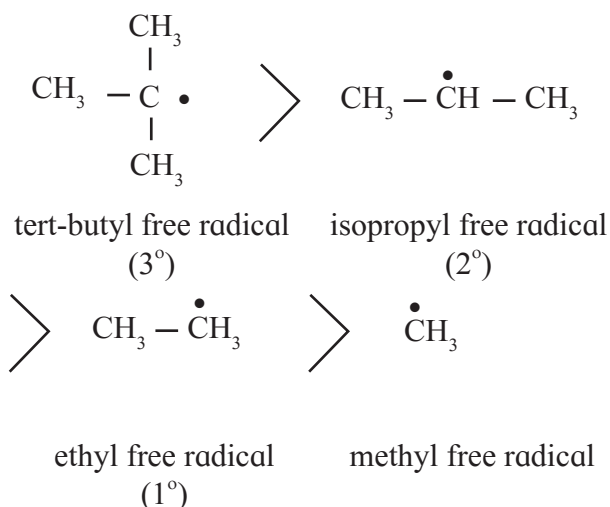 CH₃
CH₃ – C • > CH₃ – ĊH – CH₃
CH₃
tert-butyl free radical isopropyl free radical
(3°) (2°)
> CH₃ – ĊH₃ > ĊH₃
ethyl free radical methyl free radical
(1°)